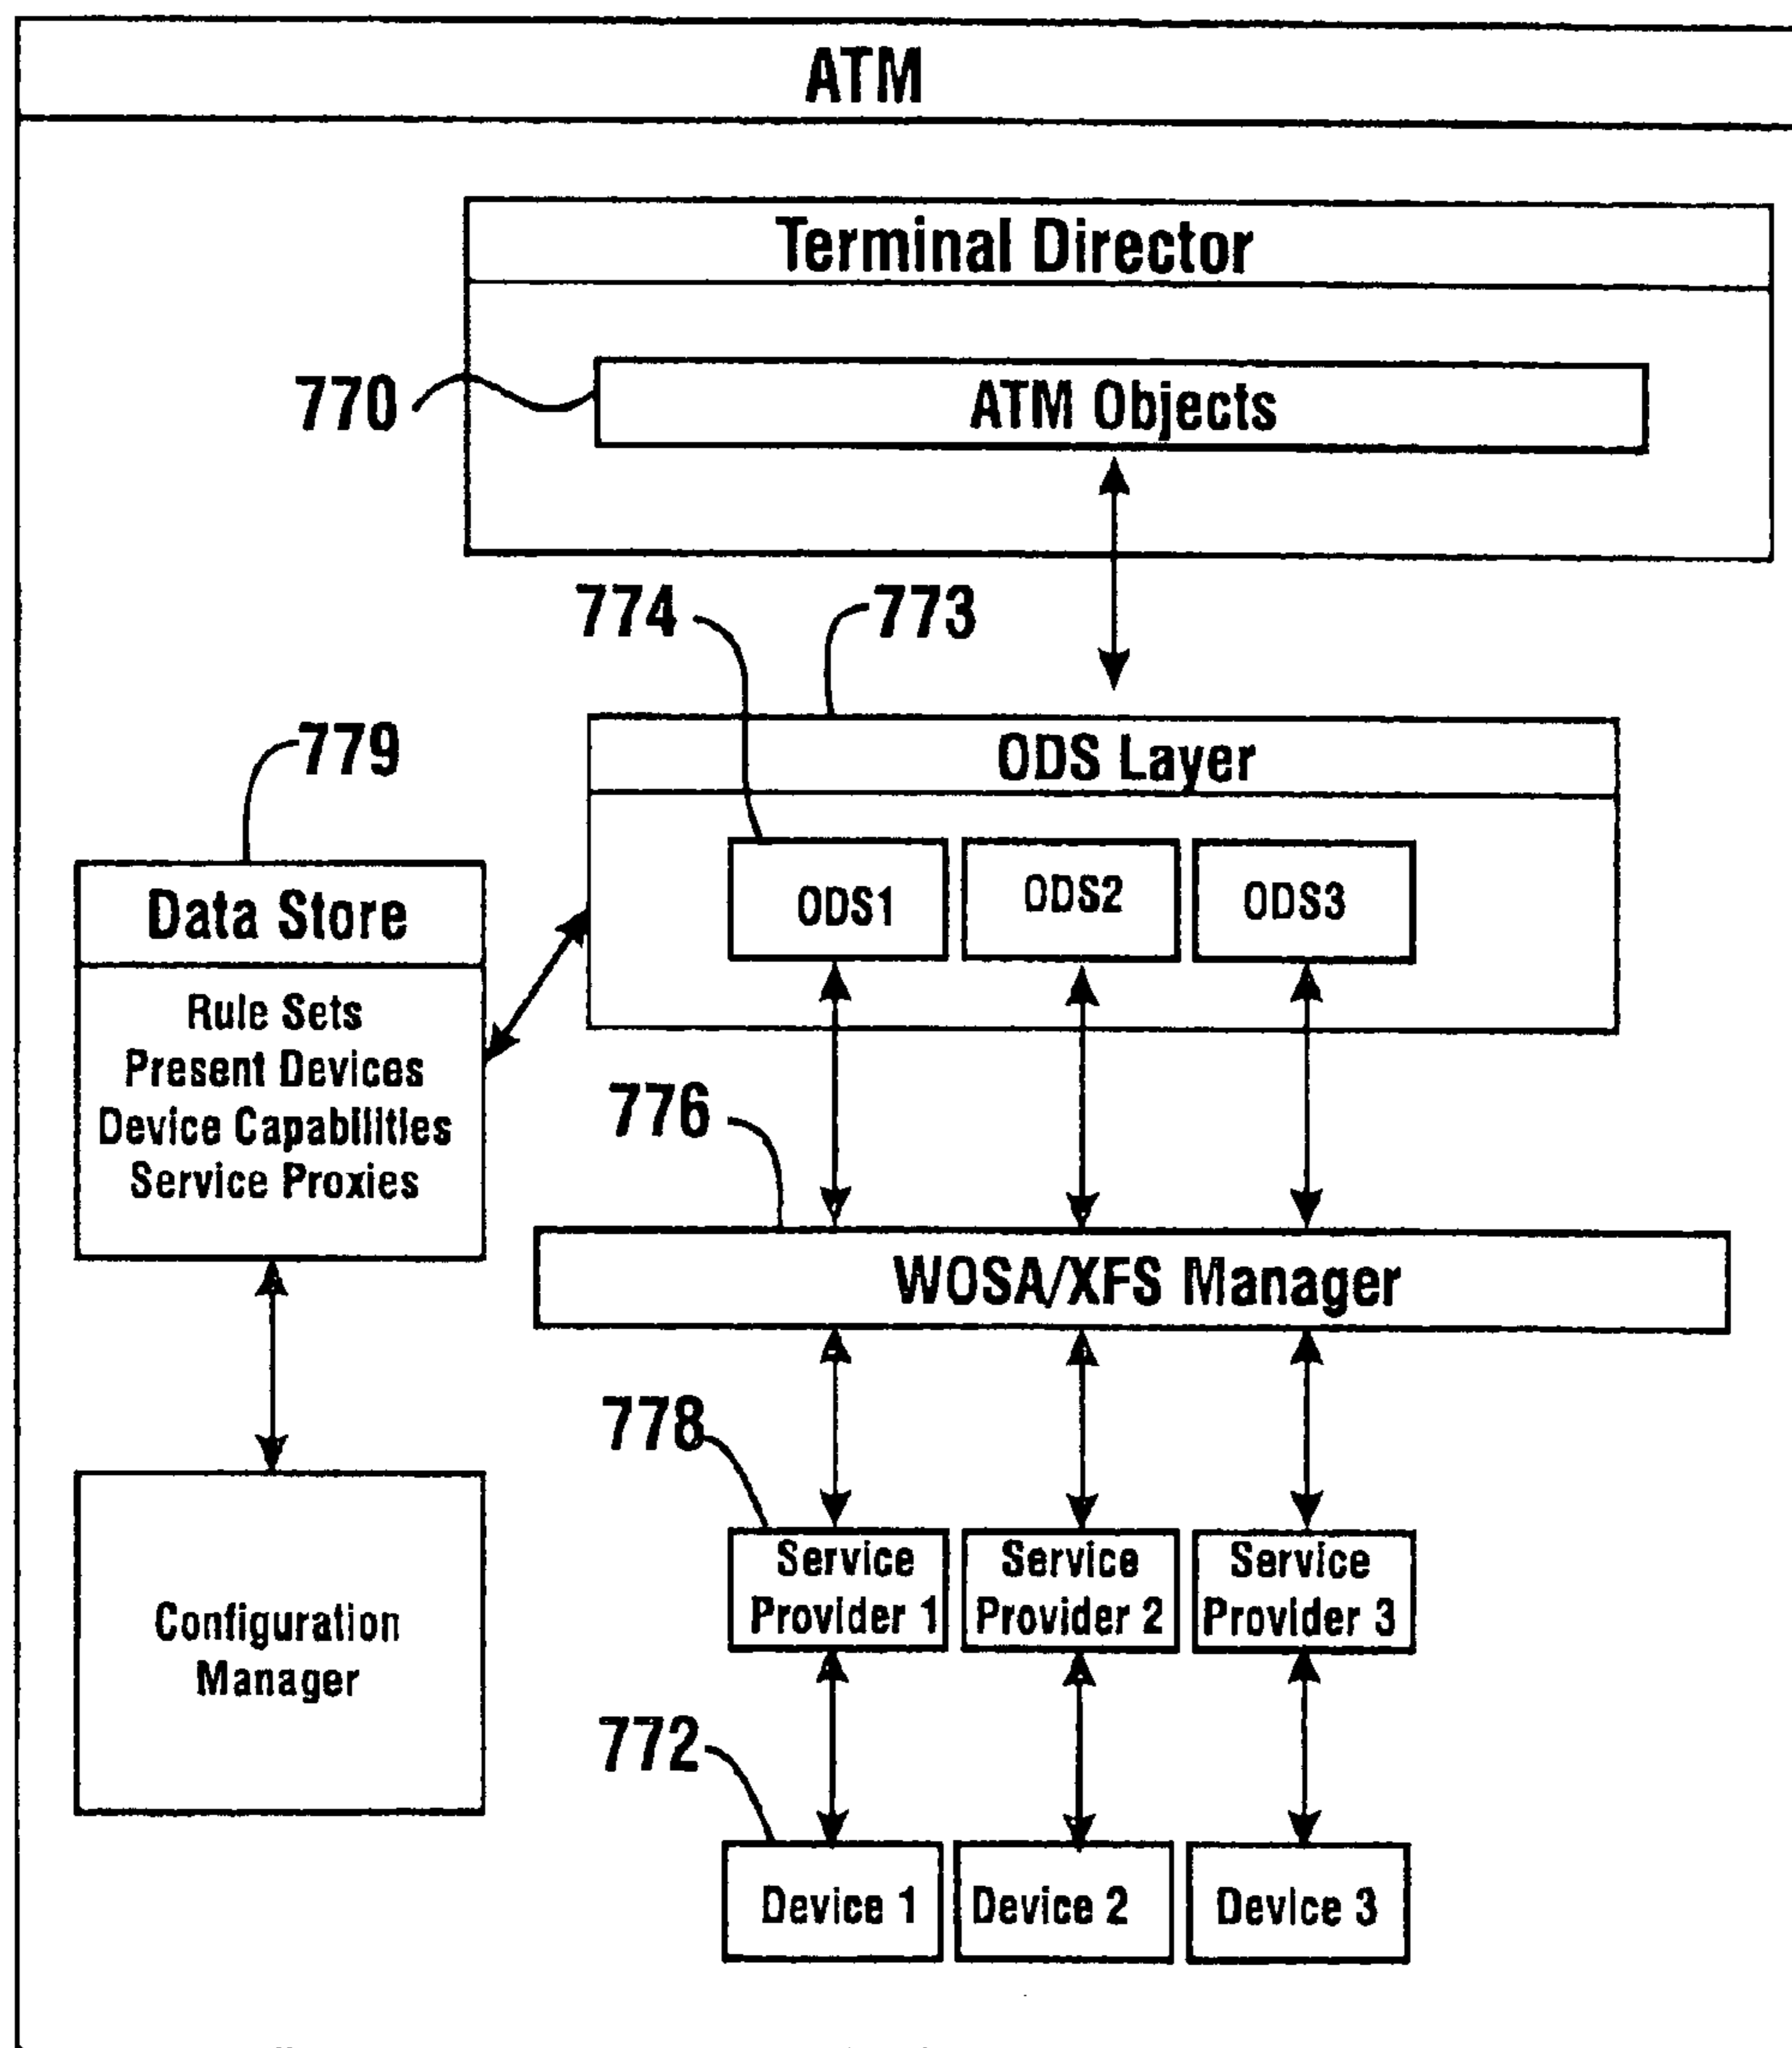 ATM
Terminal Director
770
ATM Objects
774
773
779
ODS Layer
ODS1
ODS2
ODS3
Data Store
Rule Sets
Present Devices
Device Capabilities
Service Proxies
776
WOSA/XFS Manager
778
Service
Provider 1
Service
Provider 2
Service
Provider 3
Configuration
Manager
772
Device 1
Device 2
Device 3